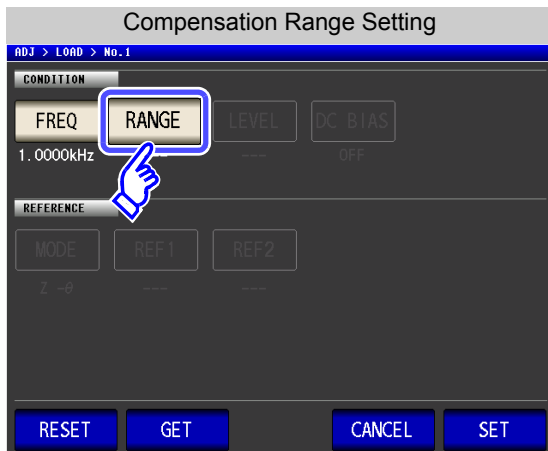 Compensation Range Setting
ADJ > LOAD > No.1
CONDITION
FREQ RANGE LEVEL DC BIAS
1.0000kHz --- OFF
REFERENCE
MODE REF1 REF2
Z -θ --- ---
RESET GET CANCEL SET